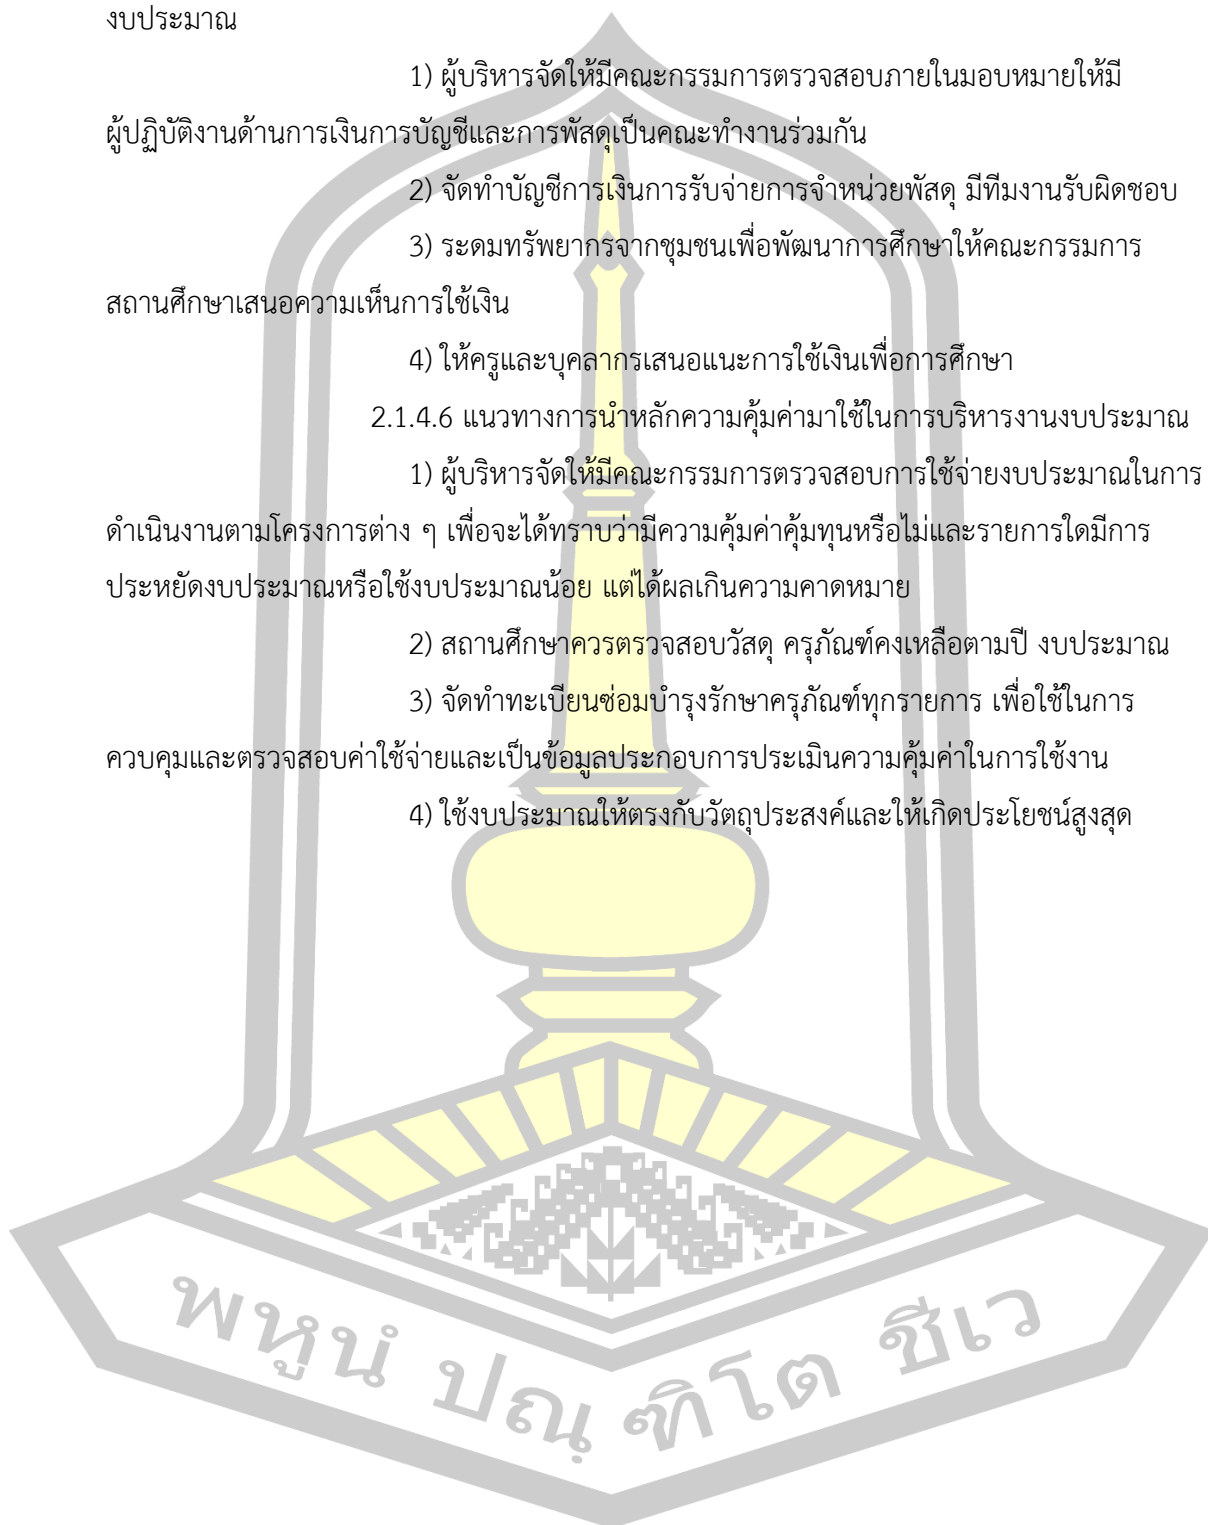 งบประมาณ
1) ผู้บริหารจัดให้มีคณะกรรมการตรวจสอบภายในมอบหมายให้มี
ผู้ปฏิบัติงานด้านการเงินการบัญชีและการพัสดุเป็นคณะทำงานร่วมกัน
2) จัดทำบัญชีการเงินการรับจ่ายการจำหน่วยพัสดุ มีทีมงานรับผิดชอบ
3) ระดมทรัพยากรจากชุมชนเพื่อพัฒนาการศึกษาให้คณะกรรมการ
สถานศึกษาเสนอความเห็นการใช้เงิน
4) ให้ครูและบุคลากรเสนอแนะการใช้เงินเพื่อการศึกษา
2.1.4.6 แนวทางการนำหลักความคุ้มค่ามาใช้ในการบริหารงานงบประมาณ
1) ผู้บริหารจัดให้มีคณะกรรมการตรวจสอบการใช้จ่ายงบประมาณในการ
ดำเนินงานตามโครงการต่าง ๆ เพื่อจะได้ทราบว่ามีความคุ้มค่าคุ้มทุนหรือไม่และรายการใดมีการ
ประหยัดงบประมาณหรือใช้งบประมาณน้อย แต่ได้ผลเกินความคาดหมาย
2) สถานศึกษาควรตรวจสอบวัสดุ ครุภัณฑ์คงเหลือตามปี งบประมาณ
3) จัดทำทะเบียนซ่อมบำรุงรักษาครุภัณฑ์ทุกรายการ เพื่อใช้ในการ
ควบคุมและตรวจสอบค่าใช้จ่ายและเป็นข้อมูลประกอบการประเมินความคุ้มค่าในการใช้งาน
4) ใช้งบประมาณให้ตรงกับวัตถุประสงค์และให้เกิดประโยชน์สูงสุด
พหูนํ ปณฺฑิโต ชีเว